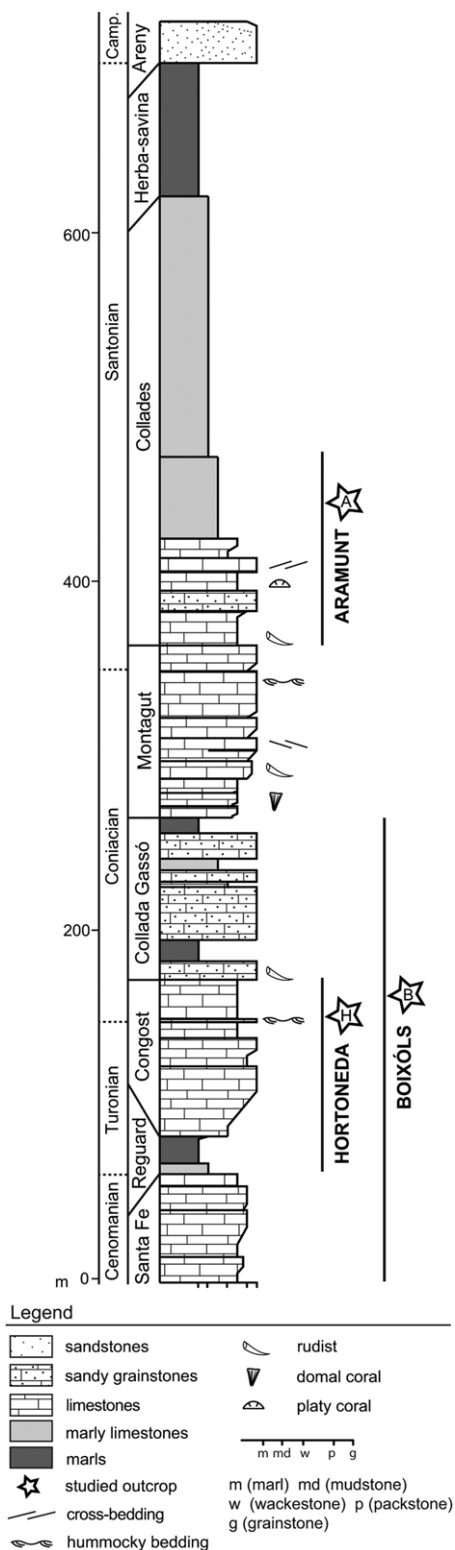 Camp.
Areny
Herba-savina
600
Santonian
Collades
A
ARAMUNT
400
Montagut
Coniacian
Collada Gassó
200
B
BOIXÓLS
H
HORTONEDA
Congost
Turonian
Reguard
Cenomanian
Santa Fe
m 0
Legend
sandstones
rudist
sandy grainstones
domal coral
limestones
platy coral
marly limestones
marls
m md w p g
studied outcrop
m (marl) md (mudstone)
cross-bedding
w (wackestone) p (packstone)
hummocky bedding
g (grainstone)